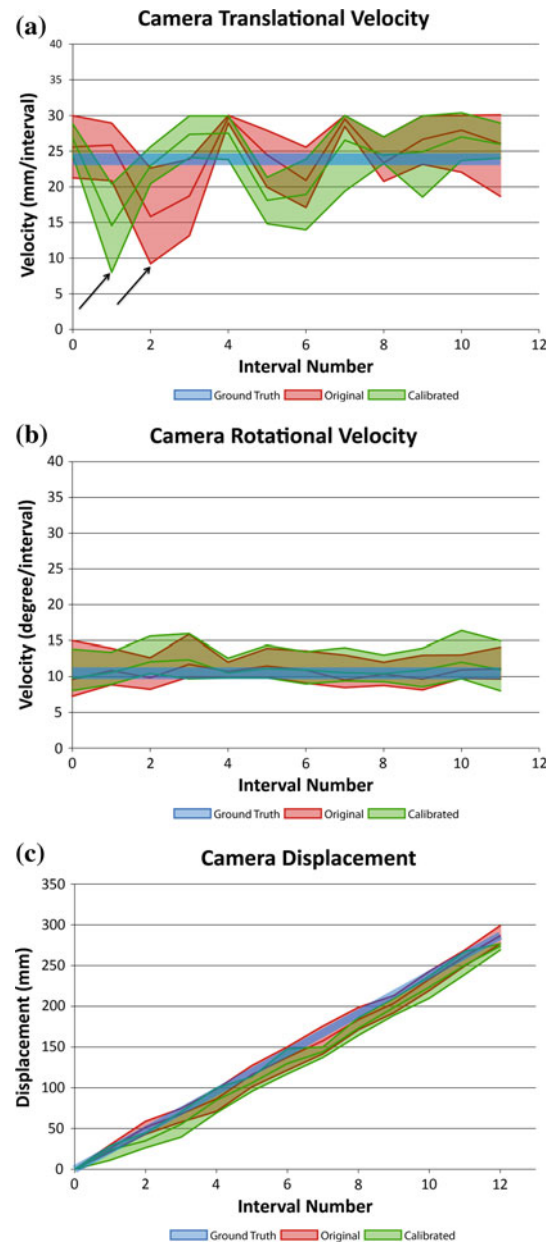 (a)
Camera Translational Velocity
40
35
30
25
20
15
10
5
0
Velocity (mm/interval)
0 2 4 6 8 10 12
Interval Number
Ground Truth Original Calibrated
(b)
Camera Rotational Velocity
40
35
30
25
20
15
10
5
0
Velocity (degree/interval)
0 2 4 6 8 10 12
Interval Number
Ground Truth Original Calibrated
(c)
Camera Displacement
350
300
250
200
150
100
50
0
Displacement (mm)
0 2 4 6 8 10 12
Interval Number
Ground Truth Original Calibrated